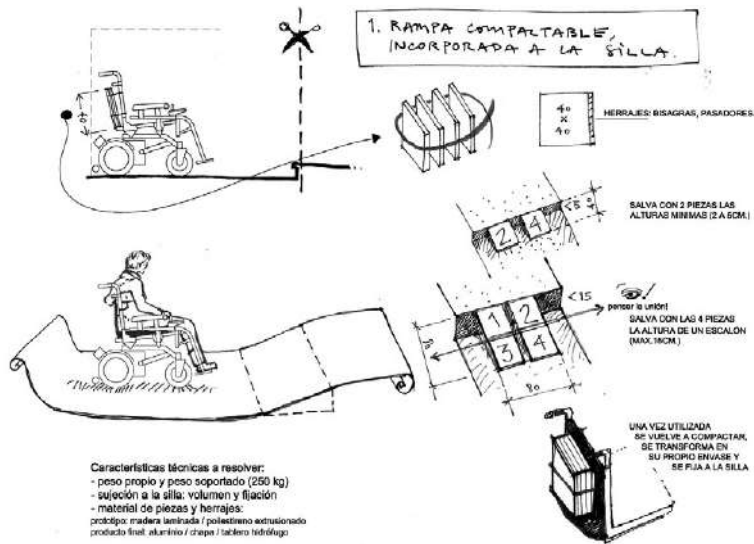 1. RAMPA COMPACTABLE,
INCORPORADA A LA SILLA.
40
40
x
40
HERRAJES: BISAGRAS, PASADORES
SALVA CON 2 PIEZAS LAS
ALTURAS MINIMAS (2 A 5CM.)
2 4
<5
40
1 2
3 4
<15
80
pensar la unión!
SALVA CON LAS 4 PIEZAS
LA ALTURA DE UN ESCALÓN
(MAX.15CM.)
UNA VEZ UTILIZADA
SE VUELVE A COMPACTAR,
SE TRANSFORMA EN
SU PROPIO ENVASE Y
SE FIJA A LA SILLA
Características técnicas a resolver:
- peso propio y peso soportado (250 kg)
- sujeción a la silla: volumen y fijación
- material de piezas y herrajes:
prototipo: madera laminada / poliestireno extrusionado
producto final: aluminio / chapa / tablero hidrófugo